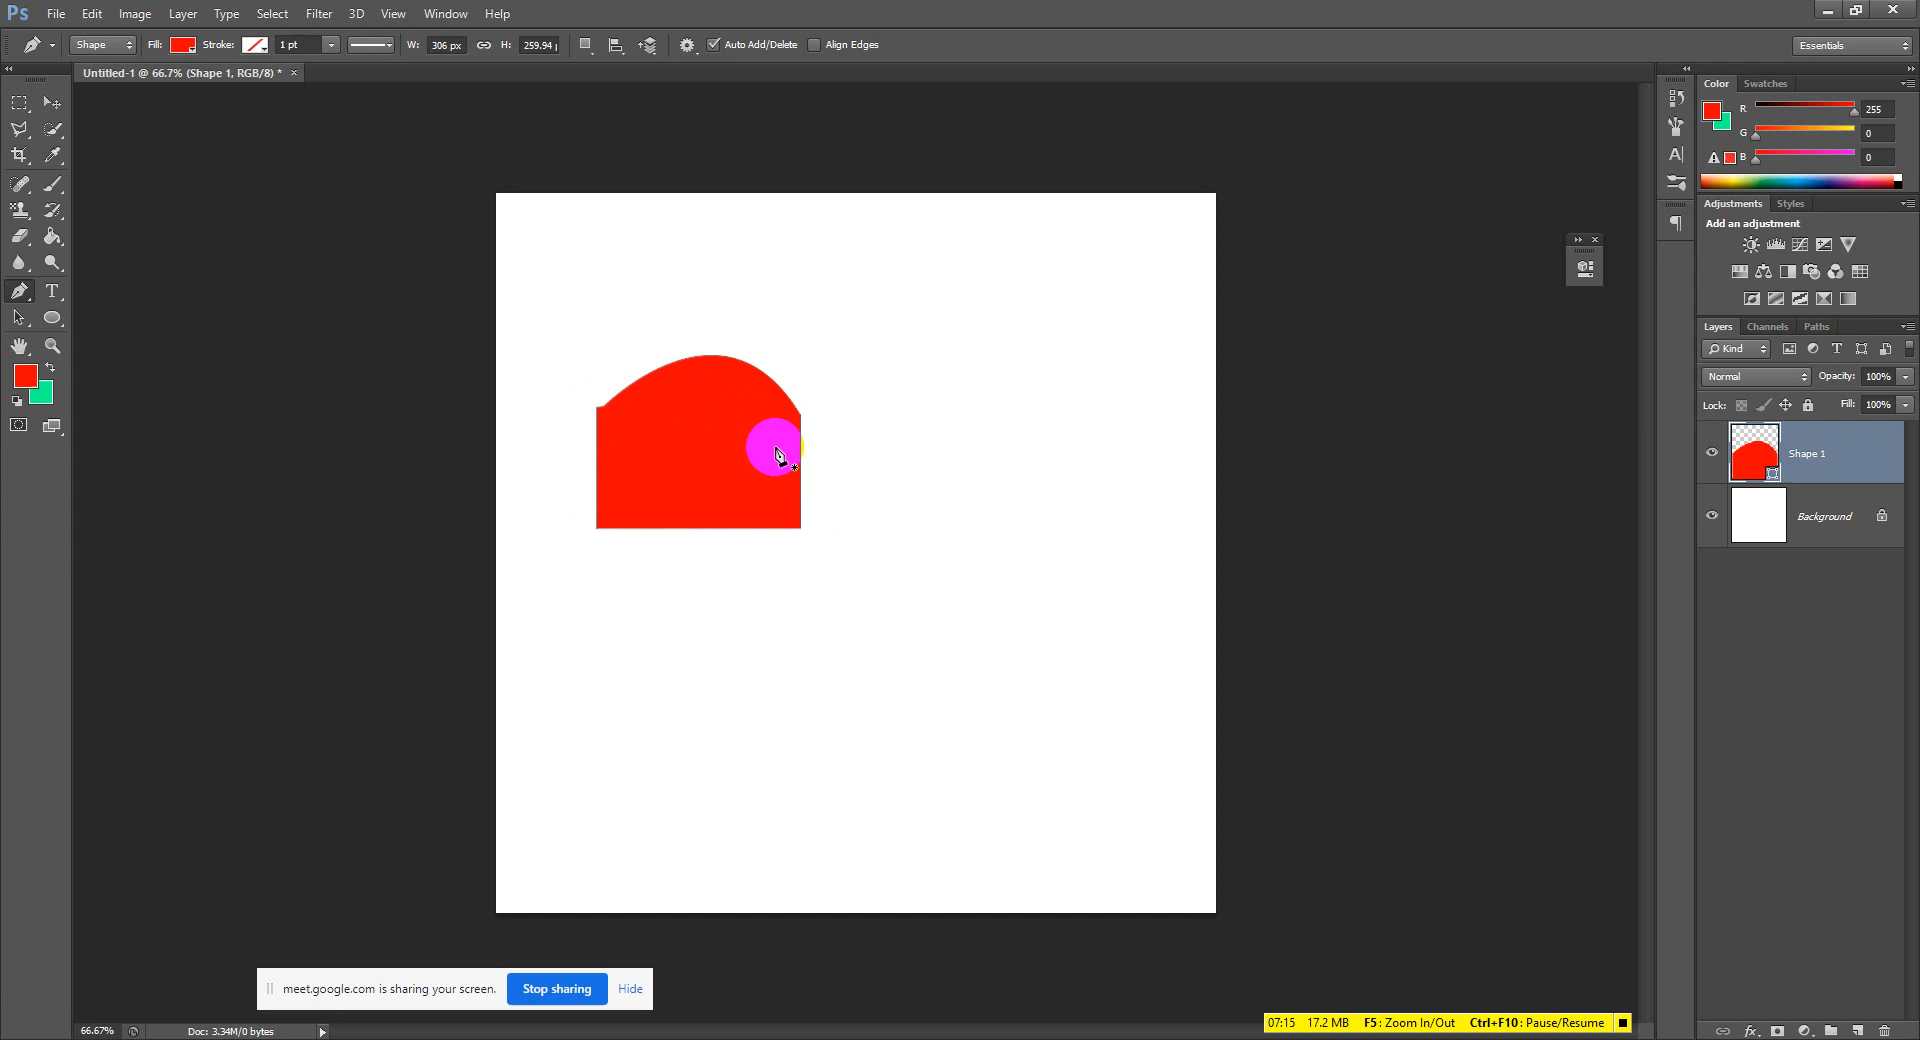 Ps File Edit Image Layer Type Select Filter 3D View Window Help
Shape Fill: Stroke: 1 pt W: 306 px H: 259.94 Auto Add/Delete Align Edges Essentials
Untitled-1 @ 66.7% (Shape 1, RGB/8) *
Color Swatches
R 255
G 0
B 0
Adjustments Styles
Add an adjustment
Layers Channels Paths
Kind
Normal Opacity: 100%
Lock: Fill: 100%
Shape 1
Background
meet.google.com is sharing your screen. Stop sharing Hide
07:15 17.2 MB F5: Zoom In/Out Ctrl+F10: Pause/Resume
66.67% Doc: 3.34M/0 bytes